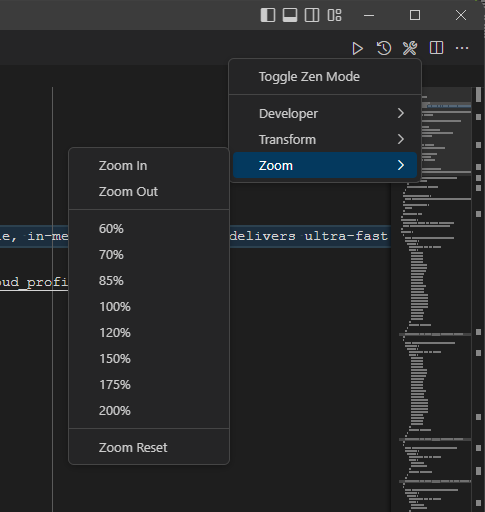 Toggle Zen Mode
Developer
Transform
Zoom
Zoom In
Zoom Out
60%
70%
85%
100%
120%
150%
175%
200%
Zoom Reset
e, in-me delivers ultra-fast
oud_profi